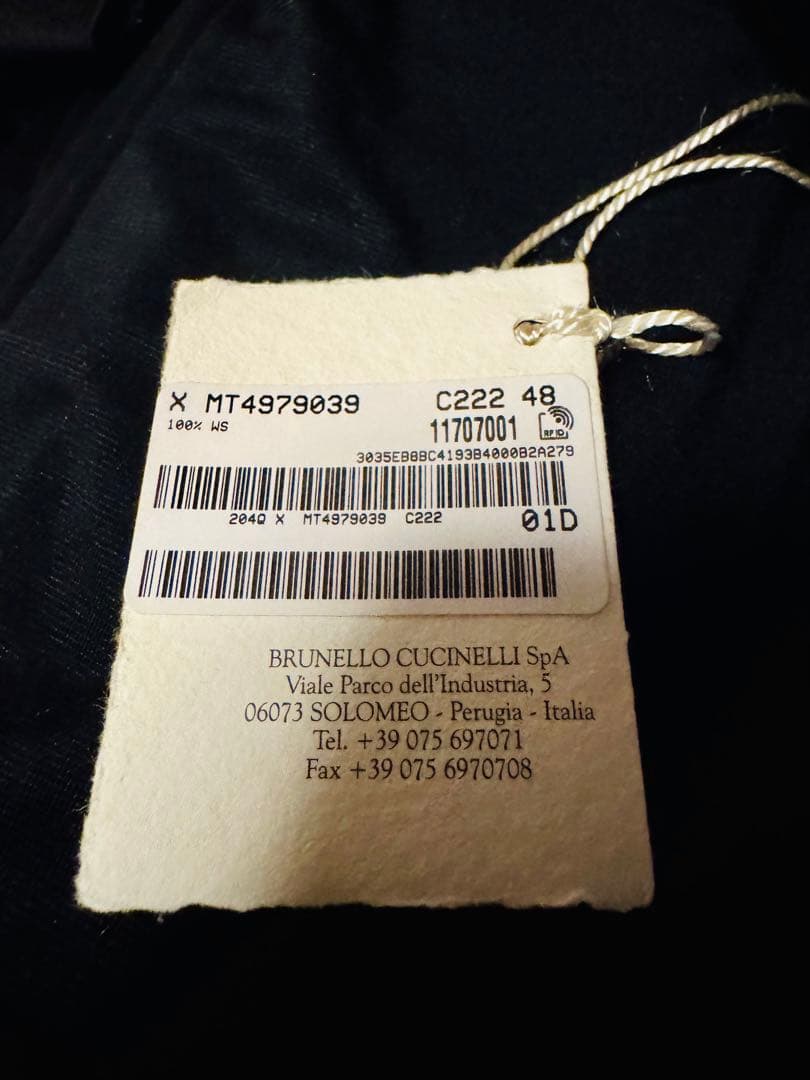 X MT4979039 C222 48
100% WS 11707001 RFID
3035EB8BC4193B4000B2A279
204Q X MT4979039 C222 01D
BRUNELLO CUCINELLI SpA
Viale Parco dell'Industria, 5
06073 SOLOMEO - Perugia - Italia
Tel. +39 075 697071
Fax +39 075 6970708